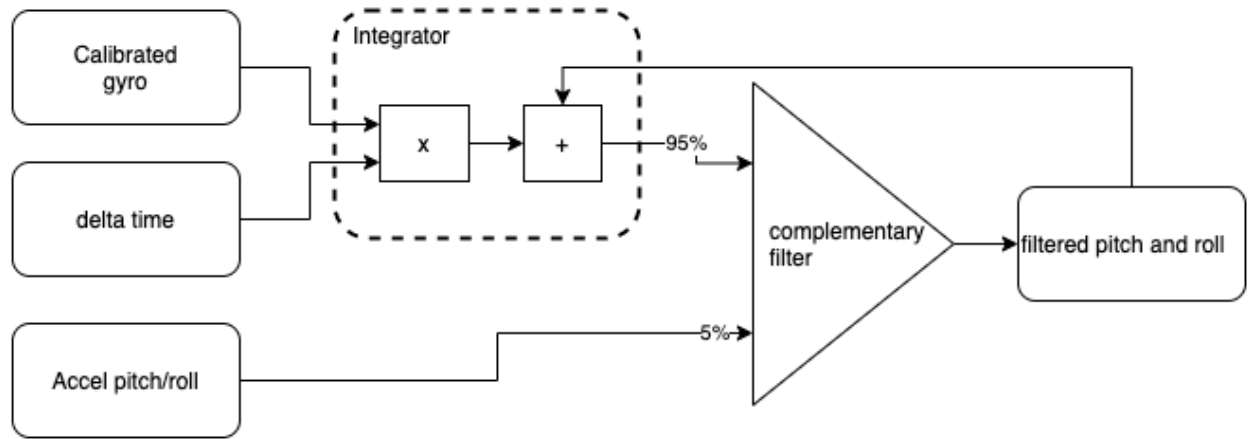 Calibrated
gyro
Integrator
x
+
95%
delta time
complementary
filter
filtered pitch and roll
5%
Accel pitch/roll